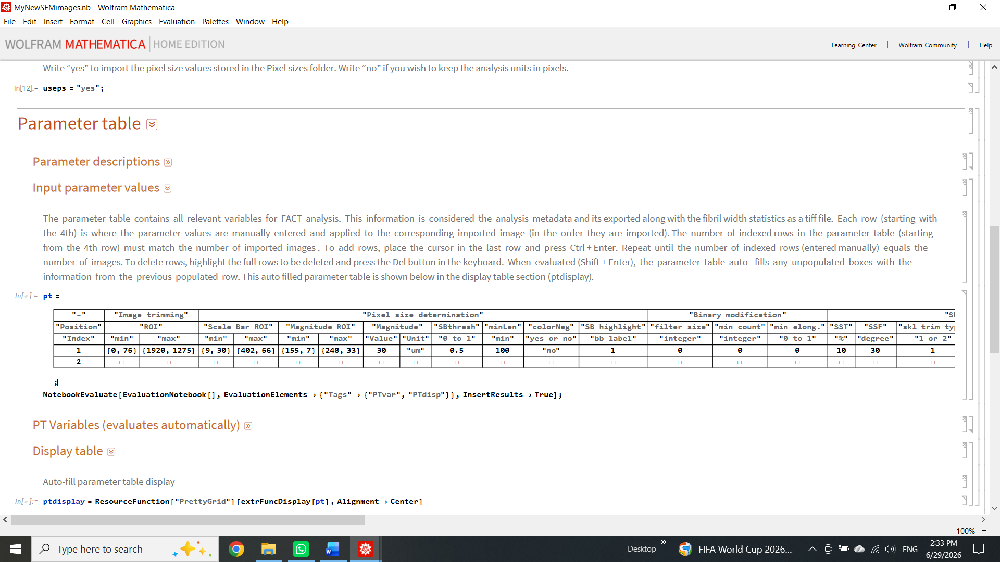 MyNewSEMimages.nb - Wolfram Mathematica
File Edit Insert Format Cell Graphics Evaluation Palettes Window Help
WOLFRAM MATHEMATICA | HOME EDITION
Learning Center | Wolfram Community | Help
Write “yes” to import the pixel size values stored in the Pixel sizes folder. Write “no” if you wish to keep the analysis units in pixels.
In[12]:= useps = "yes";
Parameter table
Parameter descriptions
Input parameter values
The parameter table contains all relevant variables for FACT analysis. This information is considered the analysis metadata and its exported along with the fibril width statistics as a tiff file. Each row (starting with
the 4th) is where the parameter values are manually entered and applied to the corresponding imported image (in the order they are imported). The number of indexed rows in the parameter table (starting
from the 4th row) must match the number of imported images . To add rows, place the cursor in the last row and press Ctrl + Enter. Repeat until the number of indexed rows (entered manually) equals the
number of images. To delete rows, highlight the full rows to be deleted and press the Del button in the keyboard. When evaluated (Shift + Enter), the parameter table auto - fills any unpopulated boxes with the
information from the previous populated row. This auto filled parameter table is shown below in the display table section (ptdisplay).
In[ ]:= pt =
"-" "Image trimming" "Pixel size determination" "Binary modification" "S
"Position" "ROI" "Scale Bar ROI" "Magnitude ROI" "Magnitude" "SBthresh" "minLen" "colorNeg" "SB highlight" "filter size" "min count" "min elong." "SST" "SSF" "skl trim ty
"Index" "min" "max" "min" "max" "min" "max" "Value" "Unit" "0 to 1" "min" "yes or no" "bb label" "integer" "integer" "0 to 1" "%" "degree" "1 or 2"
1 {0, 76} {1920, 1275} {9, 30} {402, 66} {155, 7} {248, 33} 30 "um" 0.5 100 "no" 1 0 0 0 10 30 1
2 □ □ □ □ □ □ □ □ □ □ □ □ □ □ □ □ □ □
;
NotebookEvaluate[EvaluationNotebook[], EvaluationElements → {"Tags" → {"PTvar", "PTdisp"}}, InsertResults → True];
PT Variables (evaluates automatically)
Display table
Auto-fill parameter table display
In[ ]:= ptdisplay = ResourceFunction["PrettyGrid"][extrFuncDisplay[pt], Alignment → Center]
100%
Type here to search
Desktop
FIFA World Cup 2026...
ENG
2:33 PM
6/29/2026